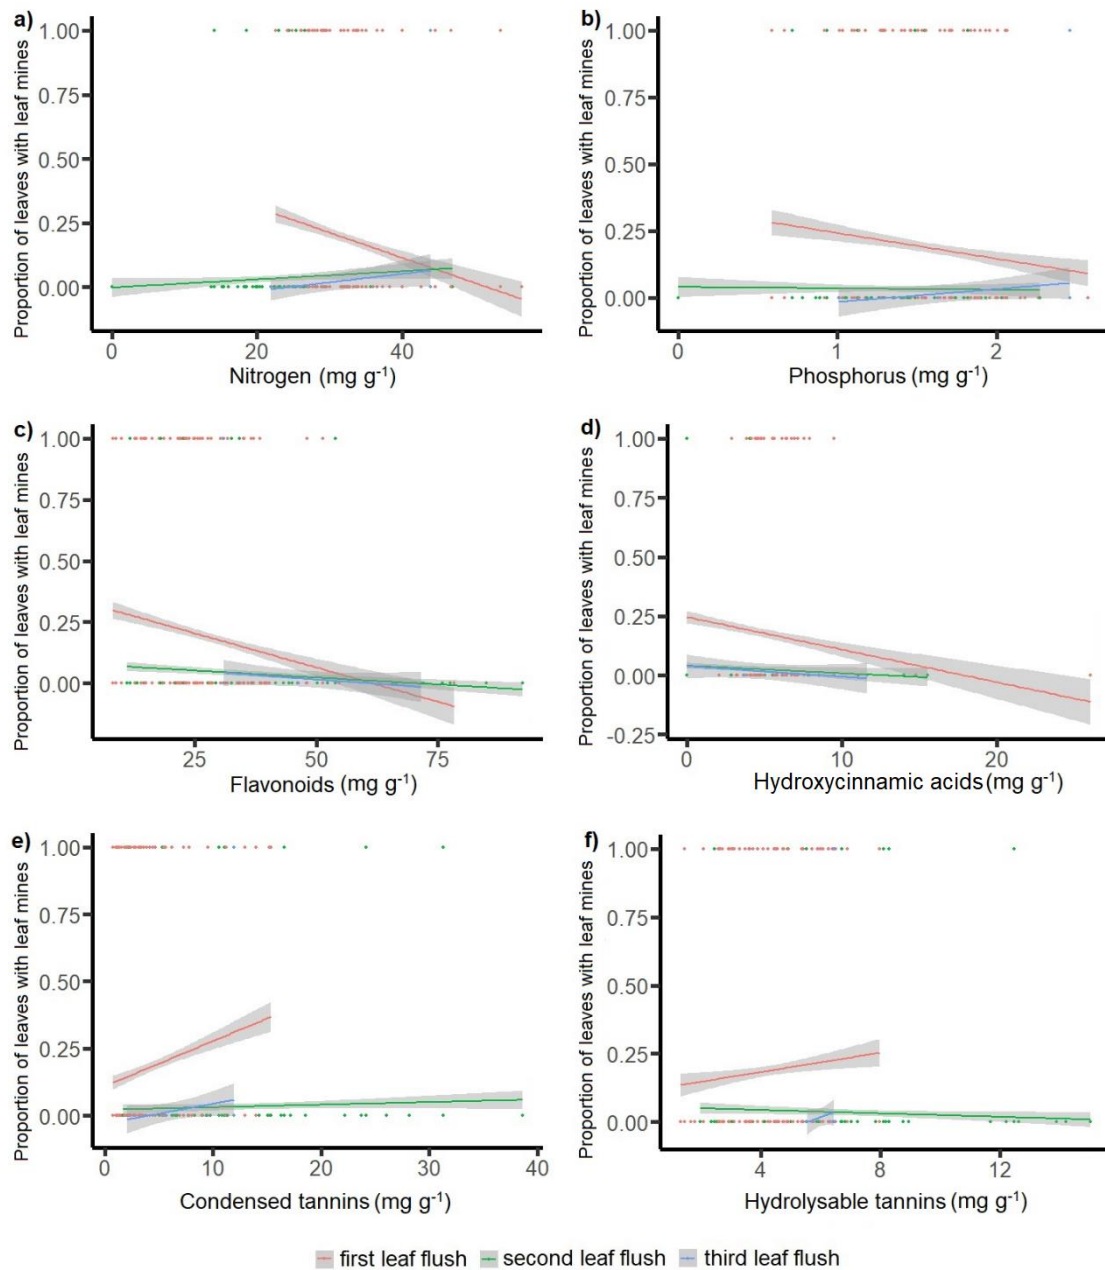 a)
Proportion of leaves with leaf mines
1.00
0.75
0.50
0.25
0.00
0
20
40
Nitrogen (mg g-1)
b)
Proportion of leaves with leaf mines
1.00
0.75
0.50
0.25
0.00
0
1
2
Phosphorus (mg g-1)
c)
Proportion of leaves with leaf mines
1.00
0.75
0.50
0.25
0.00
25
50
75
Flavonoids (mg g-1)
d)
Proportion of leaves with leaf mines
1.00
0.75
0.50
0.25
0.00
-0.25
0
10
20
Hydroxycinnamic acids (mg g-1)
e)
Proportion of leaves with leaf mines
1.00
0.75
0.50
0.25
0.00
0
10
20
30
40
Condensed tannins (mg g-1)
f)
Proportion of leaves with leaf mines
1.00
0.75
0.50
0.25
0.00
4
8
12
Hydrolysable tannins (mg g-1)
first leaf flush second leaf flush third leaf flush